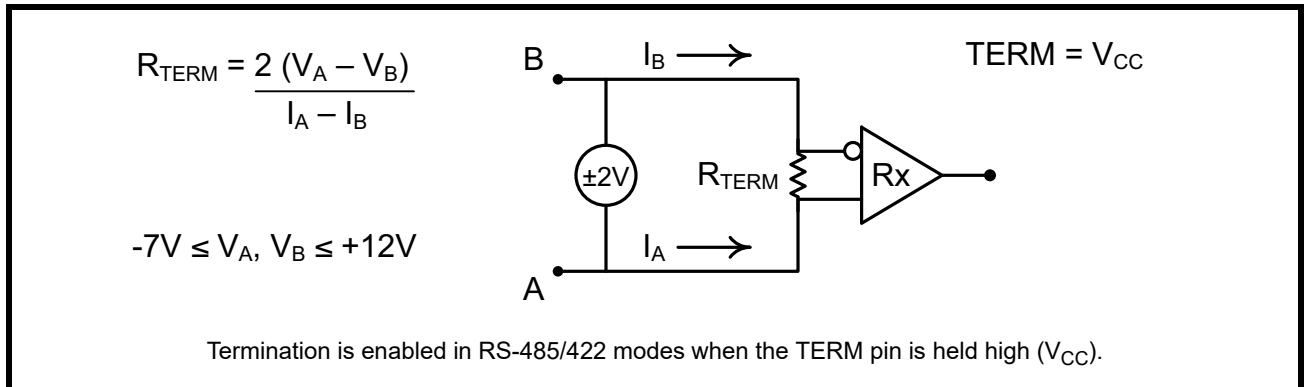 R_TERM = 2 (V_A – V_B)
I_A – I_B
-7V ≤ V_A, V_B ≤ +12V
B
I_B
TERM = V_CC
±2V
R_TERM
Rx
I_A
A
Termination is enabled in RS-485/422 modes when the TERM pin is held high (V_CC).